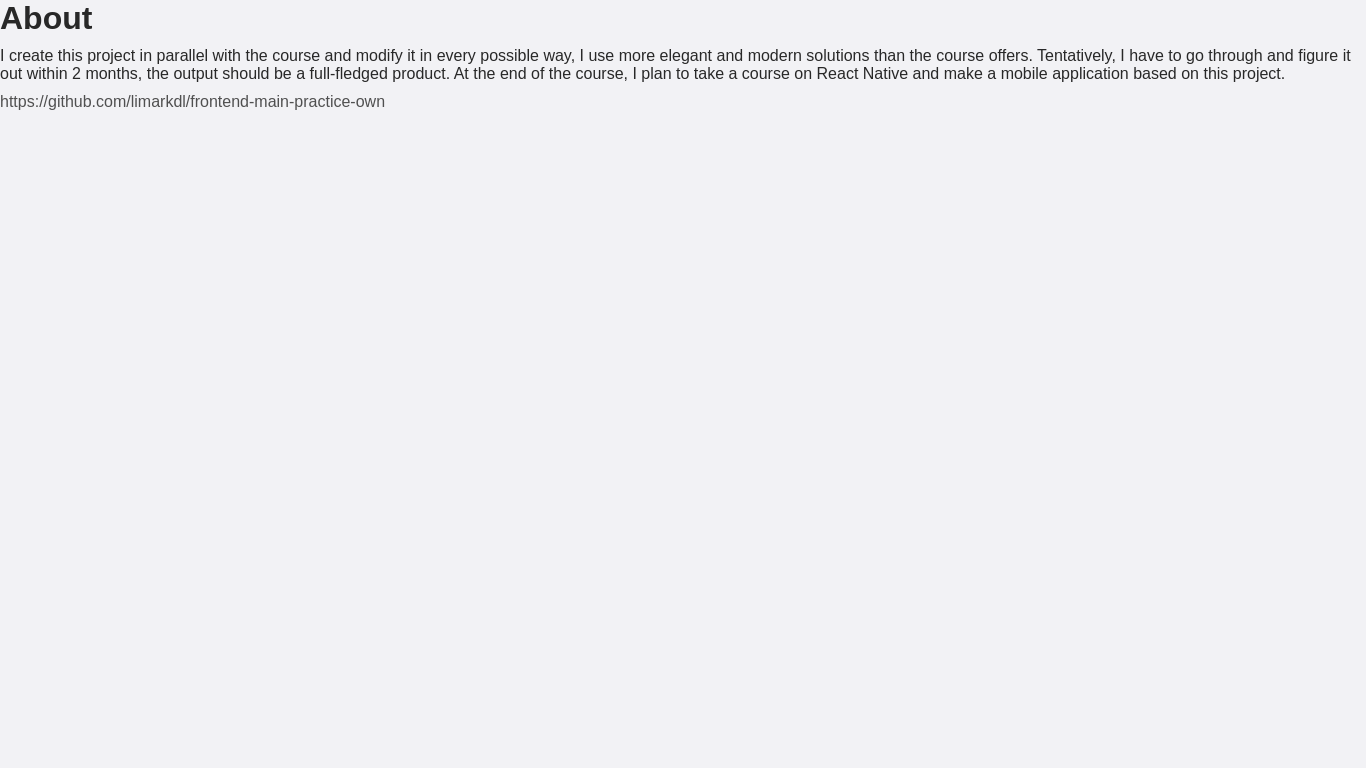 About
I create this project in parallel with the course and modify it in every possible way, I use more elegant and modern solutions than the course offers. Tentatively, I have to go through and figure it
out within 2 months, the output should be a full-fledged product. At the end of the course, I plan to take a course on React Native and make a mobile application based on this project.
https://github.com/limarkdl/frontend-main-practice-own